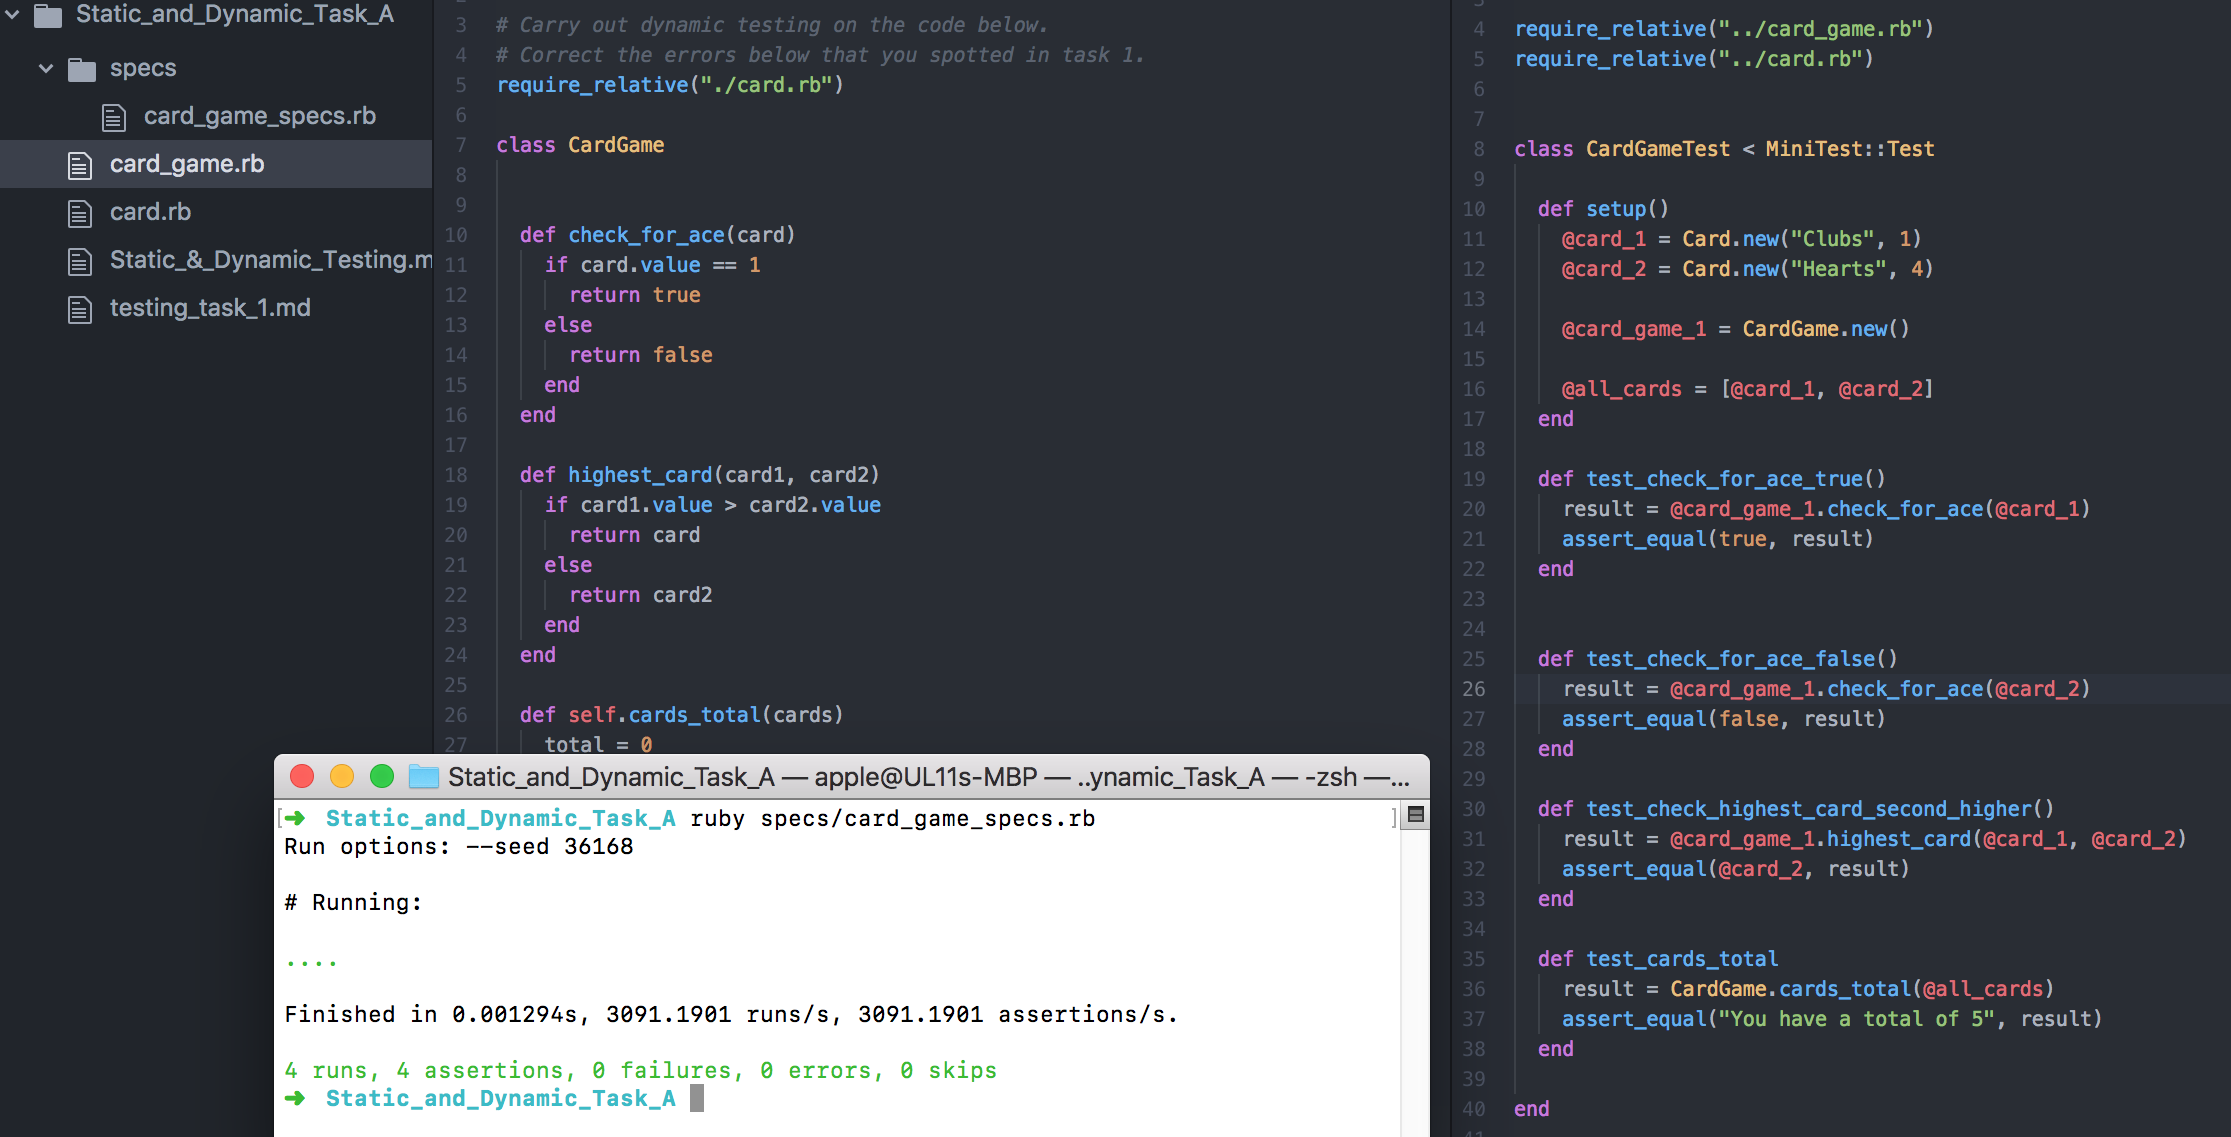 Static_and_Dynamic_Task_A
specs
card_game_specs.rb
card_game.rb
card.rb
Static_&_Dynamic_Testing.m
testing_task_1.md
3 # Carry out dynamic testing on the code below.
4 # Correct the errors below that you spotted in task 1.
5 require_relative("./card.rb")
6
7 class CardGame
8
9
10 def check_for_ace(card)
11 if card.value == 1
12 return true
13 else
14 return false
15 end
16 end
17
18 def highest_card(card1, card2)
19 if card1.value > card2.value
20 return card
21 else
22 return card2
23 end
24 end
25
26 def self.cards_total(cards)
27 total = 0
4 require_relative("../card_game.rb")
5 require_relative("../card.rb")
6
7
8 class CardGameTest < MiniTest::Test
9
10 def setup()
11 @card_1 = Card.new("Clubs", 1)
12 @card_2 = Card.new("Hearts", 4)
13
14 @card_game_1 = CardGame.new()
15
16 @all_cards = [@card_1, @card_2]
17 end
18
19 def test_check_for_ace_true()
20 result = @card_game_1.check_for_ace(@card_1)
21 assert_equal(true, result)
22 end
23
24
25 def test_check_for_ace_false()
26 result = @card_game_1.check_for_ace(@card_2)
27 assert_equal(false, result)
28 end
29
30 def test_check_highest_card_second_higher()
31 result = @card_game_1.highest_card(@card_1, @card_2)
32 assert_equal(@card_2, result)
33 end
34
35 def test_cards_total
36 result = CardGame.cards_total(@all_cards)
37 assert_equal("You have a total of 5", result)
38 end
39
40 end
Static_and_Dynamic_Task_A — apple@UL11s-MBP — ..ynamic_Task_A — -zsh —...
[➜ Static_and_Dynamic_Task_A ruby specs/card_game_specs.rb ]
Run options: --seed 36168
# Running:
....
Finished in 0.001294s, 3091.1901 runs/s, 3091.1901 assertions/s.
4 runs, 4 assertions, 0 failures, 0 errors, 0 skips
➜ Static_and_Dynamic_Task_A